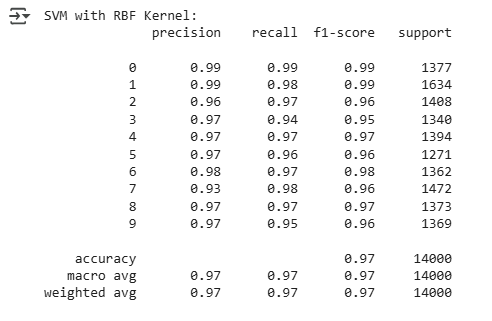 SVM with RBF Kernel:
precision recall f1-score support
0 0.99 0.99 0.99 1377
1 0.99 0.98 0.99 1634
2 0.96 0.97 0.96 1408
3 0.97 0.94 0.95 1340
4 0.97 0.97 0.97 1394
5 0.97 0.96 0.96 1271
6 0.98 0.97 0.98 1362
7 0.93 0.98 0.96 1472
8 0.97 0.97 0.97 1373
9 0.97 0.95 0.96 1369
accuracy 0.97 14000
macro avg 0.97 0.97 0.97 14000
weighted avg 0.97 0.97 0.97 14000